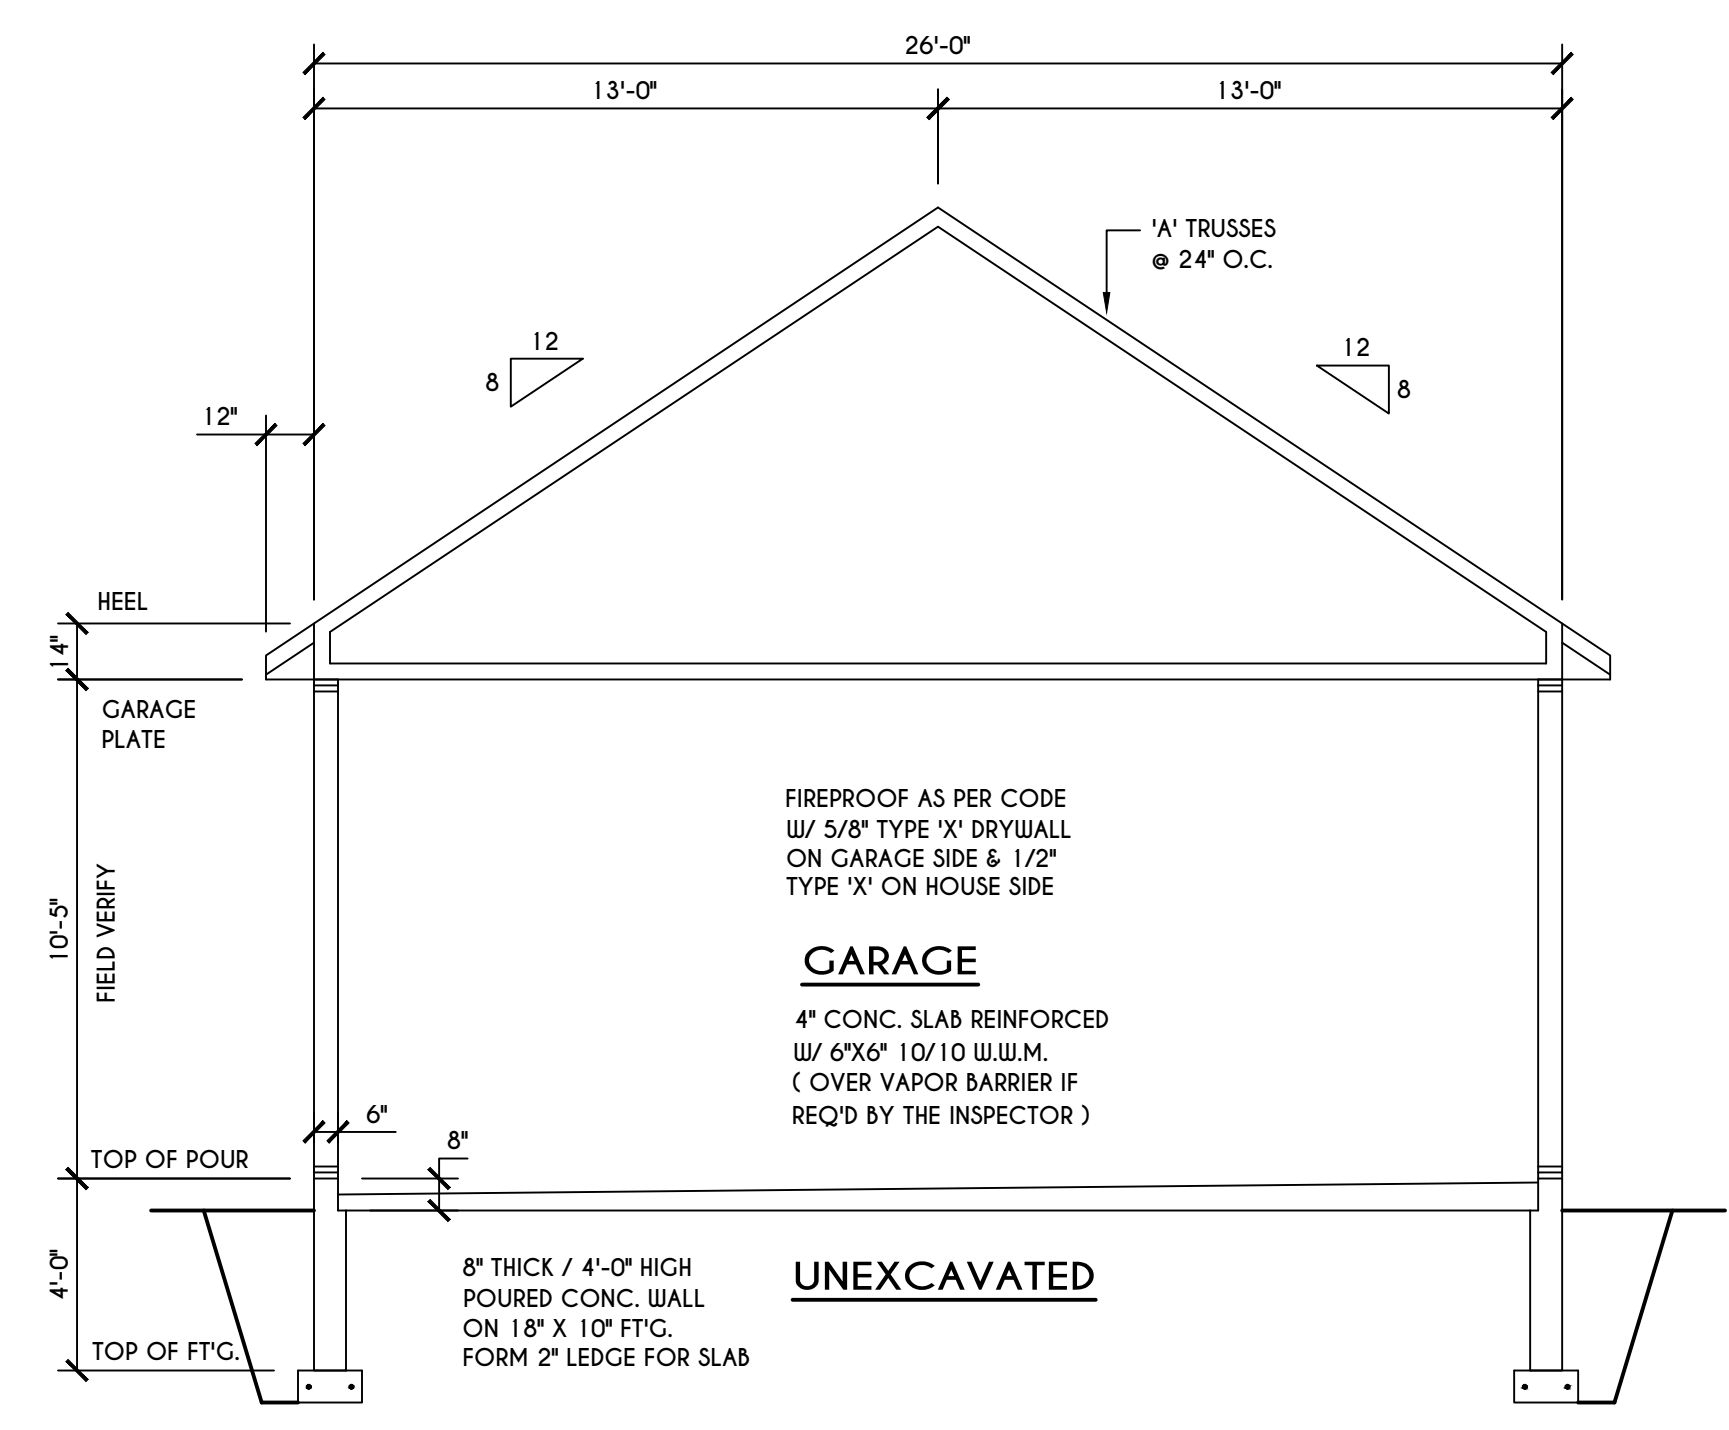 26'-0"
13'-0"
13'-0"
'A' TRUSSES
@ 24" O.C.
12
8
12
8
12"
HEEL
14"
GARAGE
PLATE
FIREPROOF AS PER CODE
W/ 5/8" TYPE 'X' DRYWALL
ON GARAGE SIDE & 1/2"
TYPE 'X' ON HOUSE SIDE
10'-5"
FIELD VERIFY
GARAGE
4" CONC. SLAB REINFORCED
W/ 6"X6" 10/10 W.W.M.
( OVER VAPOR BARRIER IF
REQ'D BY THE INSPECTOR )
6"
8"
TOP OF POUR
4'-0"
8" THICK / 4'-0" HIGH
POURED CONC. WALL
ON 18" X 10" FT'G.
FORM 2" LEDGE FOR SLAB
UNEXCAVATED
TOP OF FT'G.